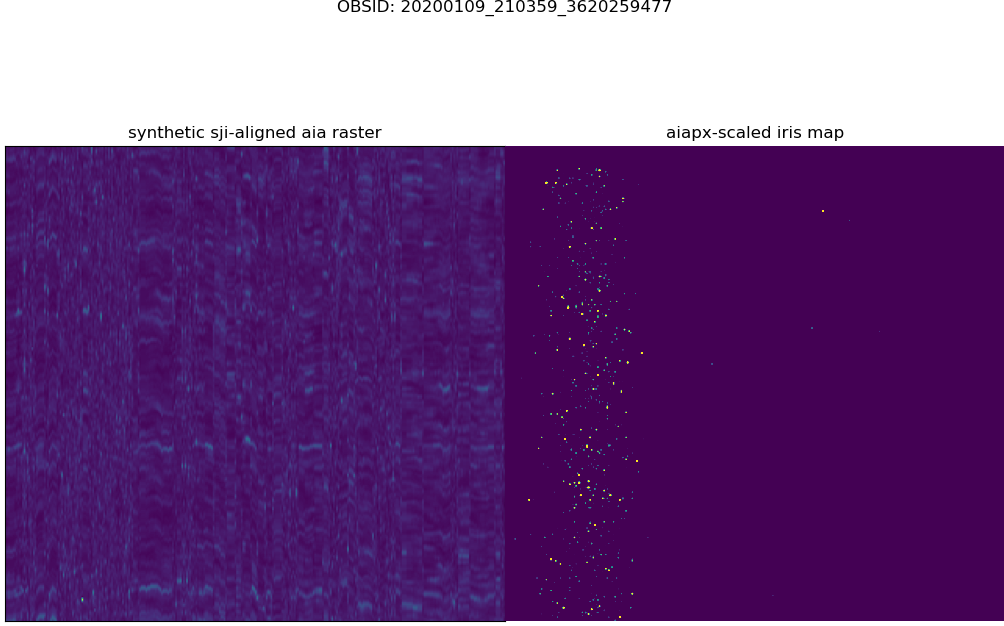 OBSID: 20200109_210359_3620259477
synthetic sji-aligned aia raster
aiapx-scaled iris map